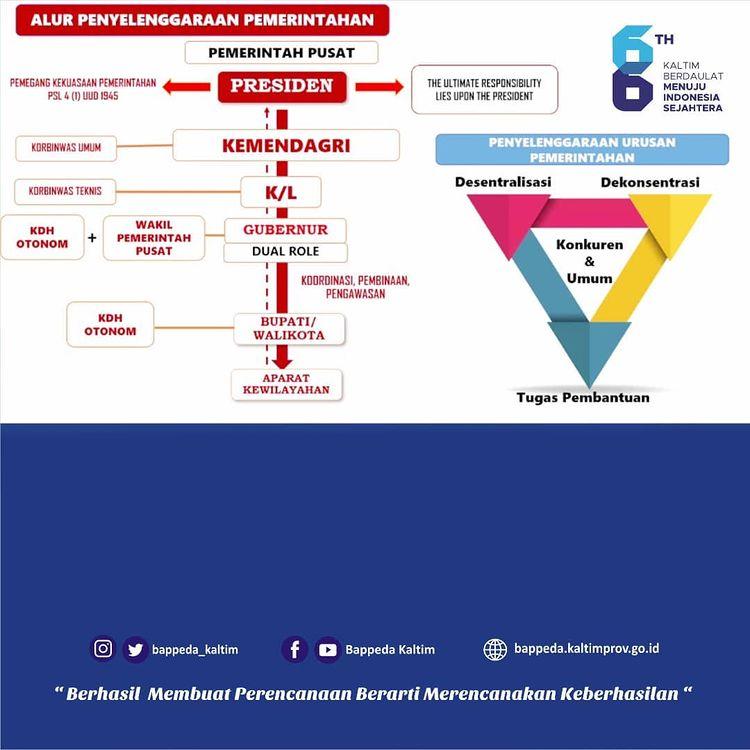 ALUR PENYELENGGARAAN PEMERINTAHAN
PEMERINTAH PUSAT
PEMEGANG KEKUASAAN PEMERINTAHAN
PSL 4 (1) UUD 1945
PRESIDEN
THE ULTIMATE RESPONSIBILITY
LIES UPON THE PRESIDENT
KORBINWAS UMUM
KEMENDAGRI
KORBINWAS TEKNIS
K/L
KDH
OTONOM
+
WAKIL
PEMERINTAH
PUSAT
GUBERNUR
DUAL ROLE
KOORDINASI, PEMBINAAN,
PENGAWASAN
KDH
OTONOM
BUPATI/
WALIKOTA
APARAT
KEWILAYAHAN
66TH
KALTIM
BERDAULAT
MENUJU
INDONESIA
SEJAHTERA
PENYELENGGARAAN URUSAN
PEMERINTAHAN
Desentralisasi
Dekonsentrasi
Konkuren
&
Umum
Tugas Pembantuan
bappeda_kaltim
Bappeda Kaltim
bappeda.kaltimprov.go.id
“ Berhasil Membuat Perencanaan Berarti Merencanakan Keberhasilan “